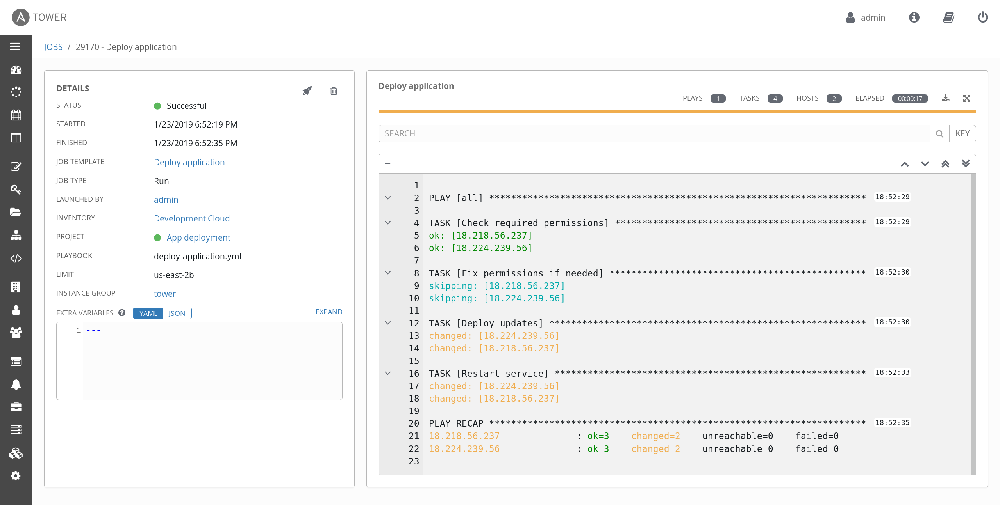 A TOWER
admin
JOBS / 29170 - Deploy application
DETAILS
STATUS Successful
STARTED 1/23/2019 6:52:19 PM
FINISHED 1/23/2019 6:52:35 PM
JOB TEMPLATE Deploy application
JOB TYPE Run
LAUNCHED BY admin
INVENTORY Development Cloud
PROJECT App deployment
PLAYBOOK deploy-application.yml
LIMIT us-east-2b
INSTANCE GROUP tower
EXTRA VARIABLES ? YAML JSON EXPAND
1 ---
Deploy application
PLAYS 1 TASKS 4 HOSTS 2 ELAPSED 00:00:17
SEARCH KEY
1
2 PLAY [all] ********************************************************************* 18:52:29
3
4 TASK [Check required permissions] ********************************************** 18:52:29
5 ok: [18.218.56.237]
6 ok: [18.224.239.56]
7
8 TASK [Fix permissions if needed] *********************************************** 18:52:30
9 skipping: [18.218.56.237]
10 skipping: [18.224.239.56]
11
12 TASK [Deploy updates] ********************************************************** 18:52:30
13 changed: [18.224.239.56]
14 changed: [18.218.56.237]
15
16 TASK [Restart service] ********************************************************* 18:52:33
17 changed: [18.224.239.56]
18 changed: [18.218.56.237]
19
20 PLAY RECAP ********************************************************************* 18:52:35
21 18.218.56.237 : ok=3 changed=2 unreachable=0 failed=0
22 18.224.239.56 : ok=3 changed=2 unreachable=0 failed=0
23